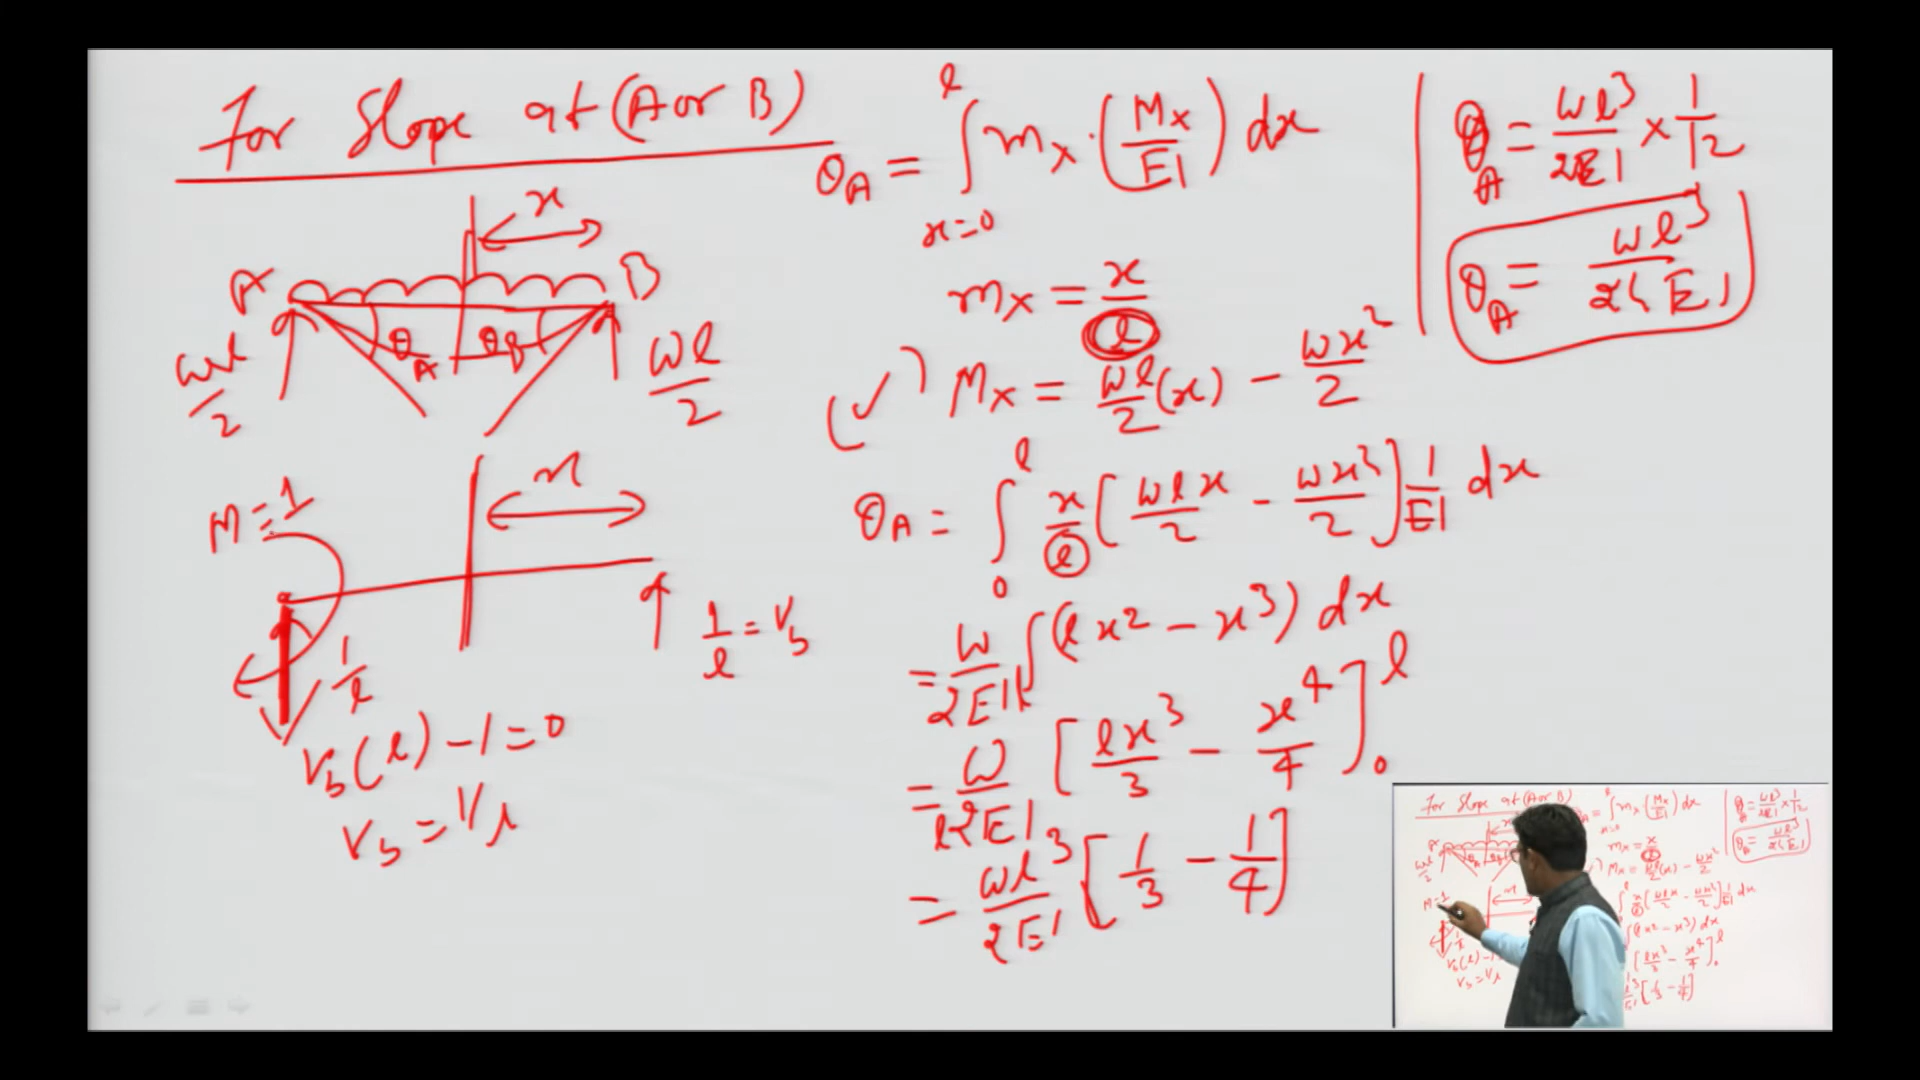 For Slope at (A or B)
x
A B
θA θB
wl/2 wl/2
M=1
x
1/l
1/l = Vb
Vb(l) - 1 = 0
Vb = 1/l
θA = ∫x=0^l mx · (Mx/EI) dx
mx = x/l
(✓) Mx = wl/2 (x) - wx²/2
θA = ∫0^l x/l [wlx/2 - wx²/2] 1/EI dx
= w/2EIl ∫(lx² - x³) dx
= w/l2EI [lx³/3 - x⁴/4]0^l
= wl³/2EI [1/3 - 1/4]
θA = wl³/2EI × 1/12
θA = wl³/24EI